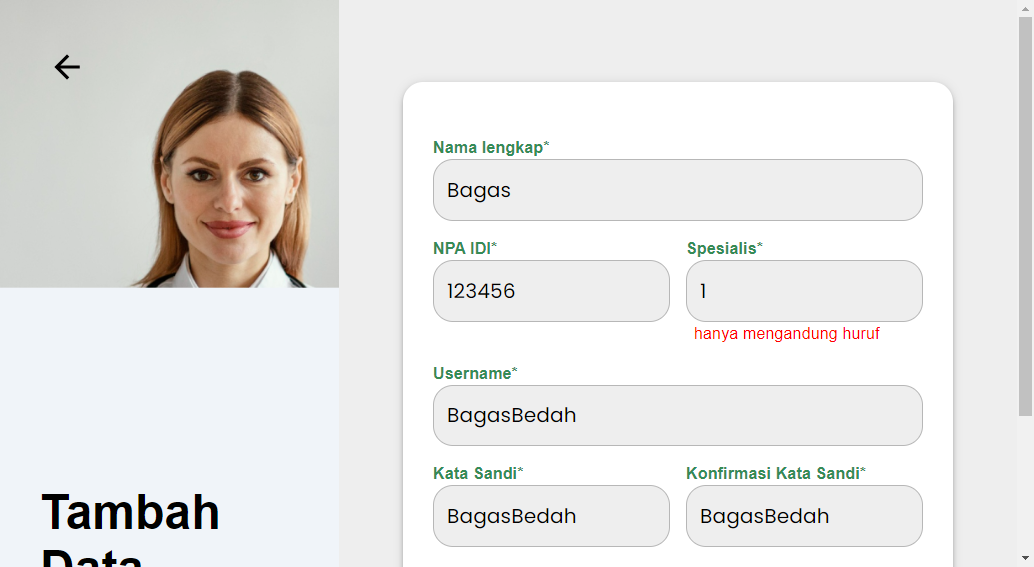 Nama lengkap*
Bagas
NPA IDI*
Spesialis*
123456
1
hanya mengandung huruf
Username*
BagasBedah
Kata Sandi*
Konfirmasi Kata Sandi*
BagasBedah
BagasBedah
Tambah
Data